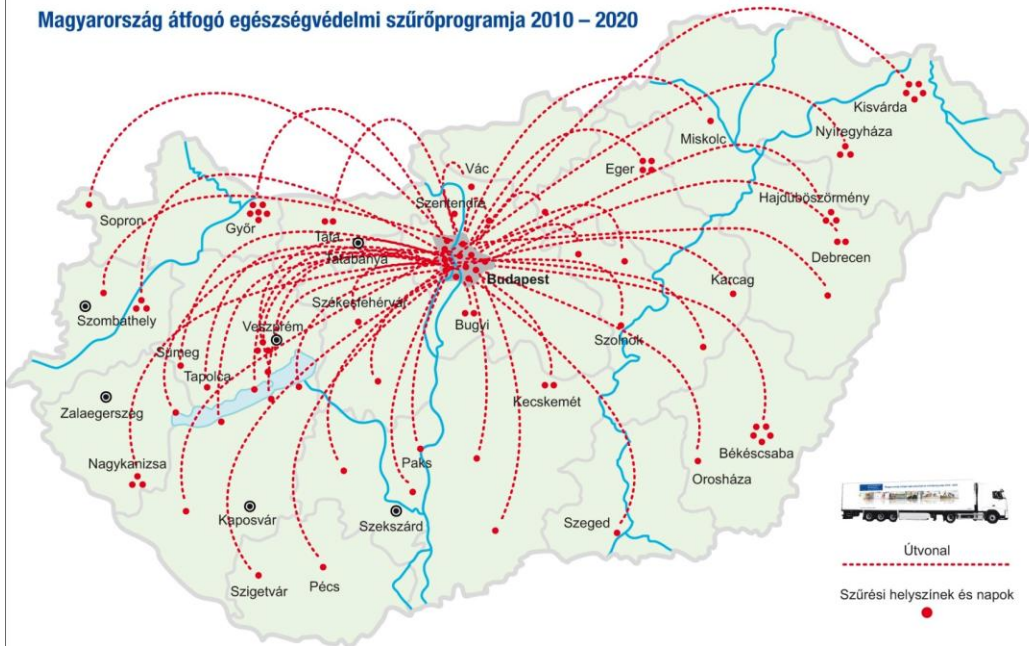 Magyarország átfogó egészségvédelmi szűrőprogramja 2010 – 2020
Kisvárda
Miskolc
Nyíregyháza
Vác
Eger
Szentendre
Hajdúböszörmény
Sopron
Győr
Tata
Tatabánya
Debrecen
Budapest
Karcag
Székesfehérvár
Szombathely
Bugyi
Veszprém
Szolnok
Sümeg
Tapolca
Zalaegerszeg
Kecskemét
Békéscsaba
Nagykanizsa
Paks
Orosháza
Kaposvár
Szekszárd
Szeged
Szigetvár
Pécs
Útvonal
Szűrési helyszínek és napok